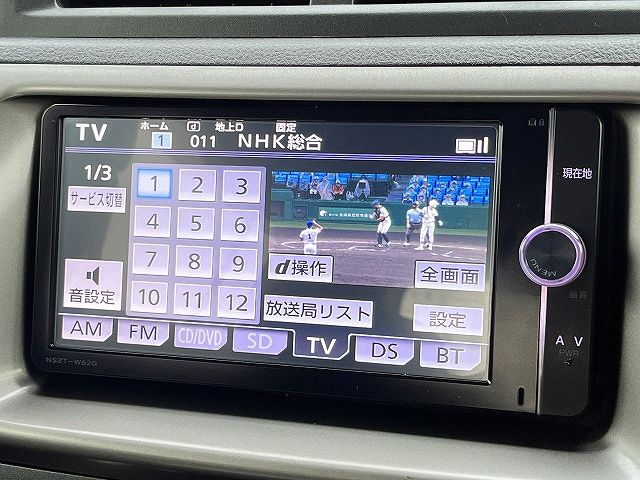 TV
ホーム
d
地上D
固定
1
011
NHK総合
1/3
サービス切替
1 2 3
4 5 6
7 8 9
10 11 12
音設定
d操作
全画面
放送局リスト
設定
AM
FM
CD/DVD
SD
TV
DS
BT
NSZT-W62G
現在地
MENU
画質
A V
PWR